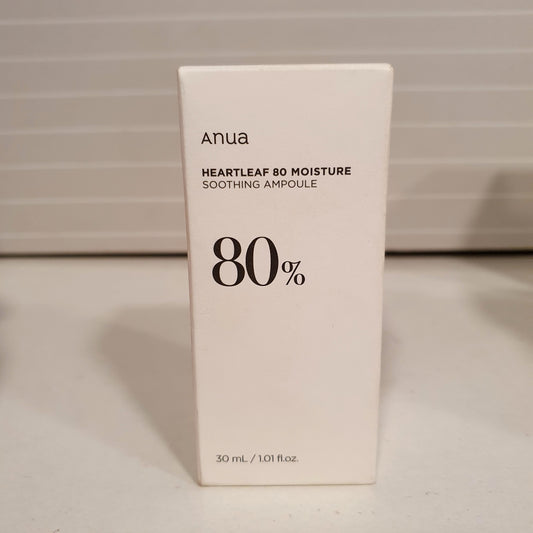 Anua
HEARTLEAF 80 MOISTURE
SOOTHING AMPOULE
80%
30 mL / 1.01 fl.oz.